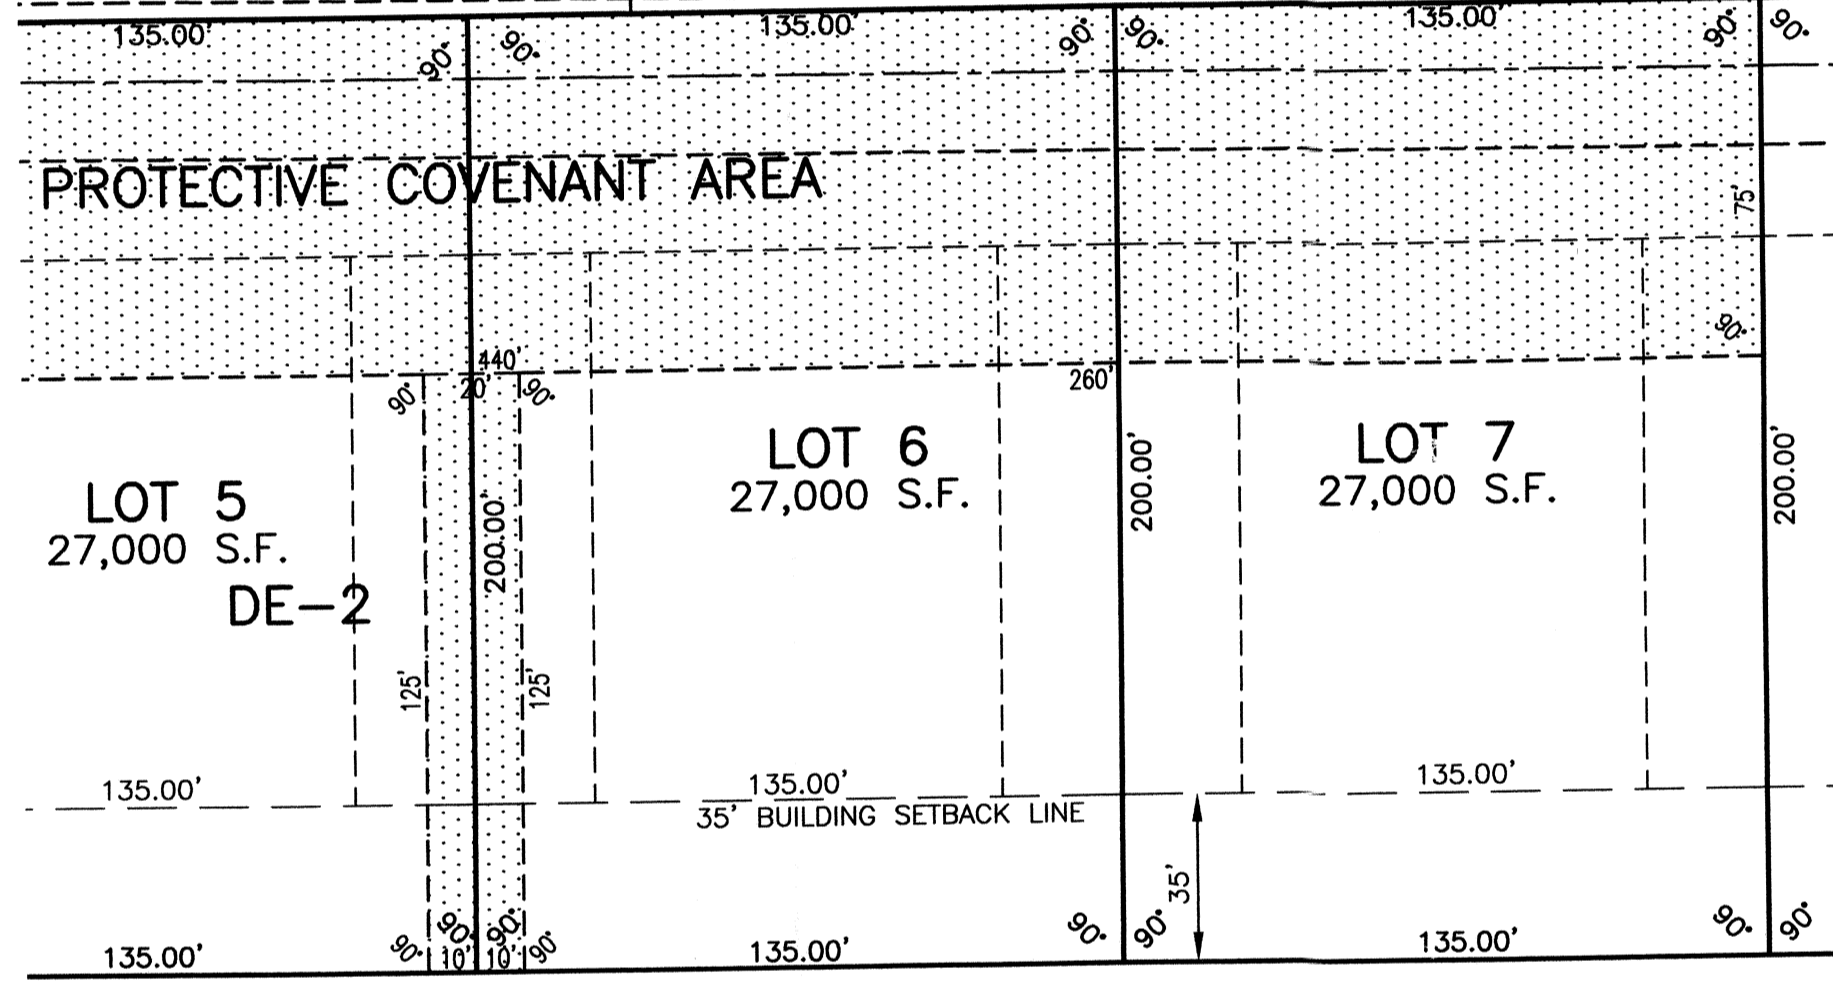 135.00' 135.00' 135.00'
90° 90° 90° 90° 90° 90°
PROTECTIVE COVENANT AREA
75'
90°
440'
20'
260'
90° 90°
LOT 5
27,000 S.F.
DE-2
LOT 6
27,000 S.F.
LOT 7
27,000 S.F.
200.00' 200.00' 200.00'
125' 125'
135.00' 135.00' 135.00'
35' BUILDING SETBACK LINE
35'
90° 90° 90° 90° 90° 90° 90° 90°
10' 10'
135.00' 135.00' 135.00'